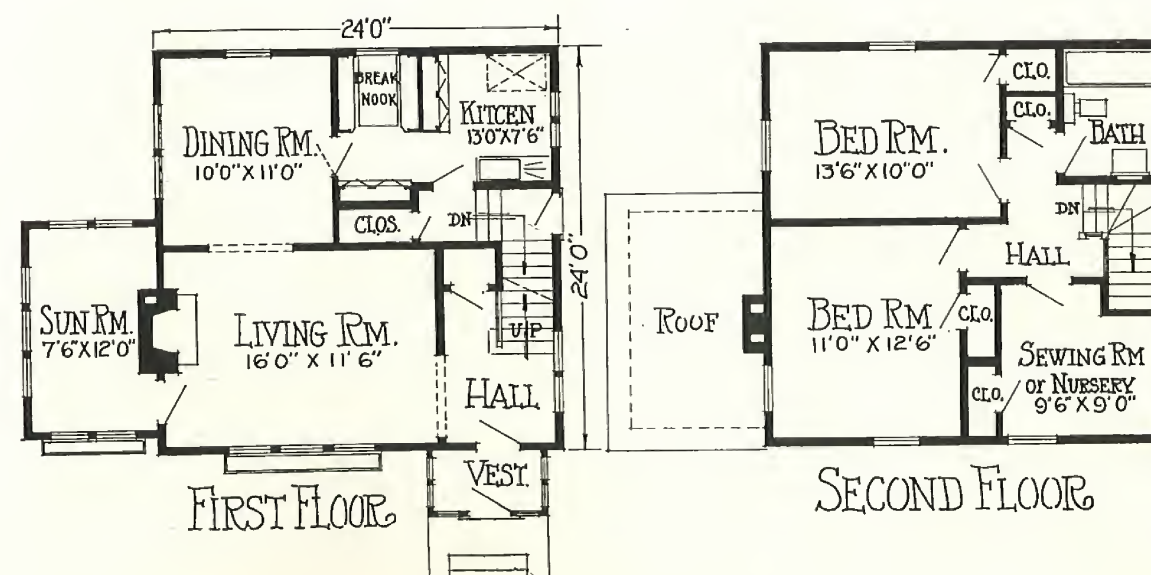 24'0"
BREAK
NOOK
KITCEN
13'0"X7'6"
DINING RM.
10'0"X11'0"
CLOS.
DN
24'0"
SUN RM.
7'6"X12'0"
LIVING RM.
16'0" X 11'6"
UP
HALL
VEST.
FIRST FLOOR
CLO.
CLO.
BATH
BED RM.
13'6"X10'0"
DN
HALL
ROOF
BED RM
11'0" X 12'6"
CLO.
SEWING RM
OR NURSERY
9'6"X9'0"
CLO.
SECOND FLOOR